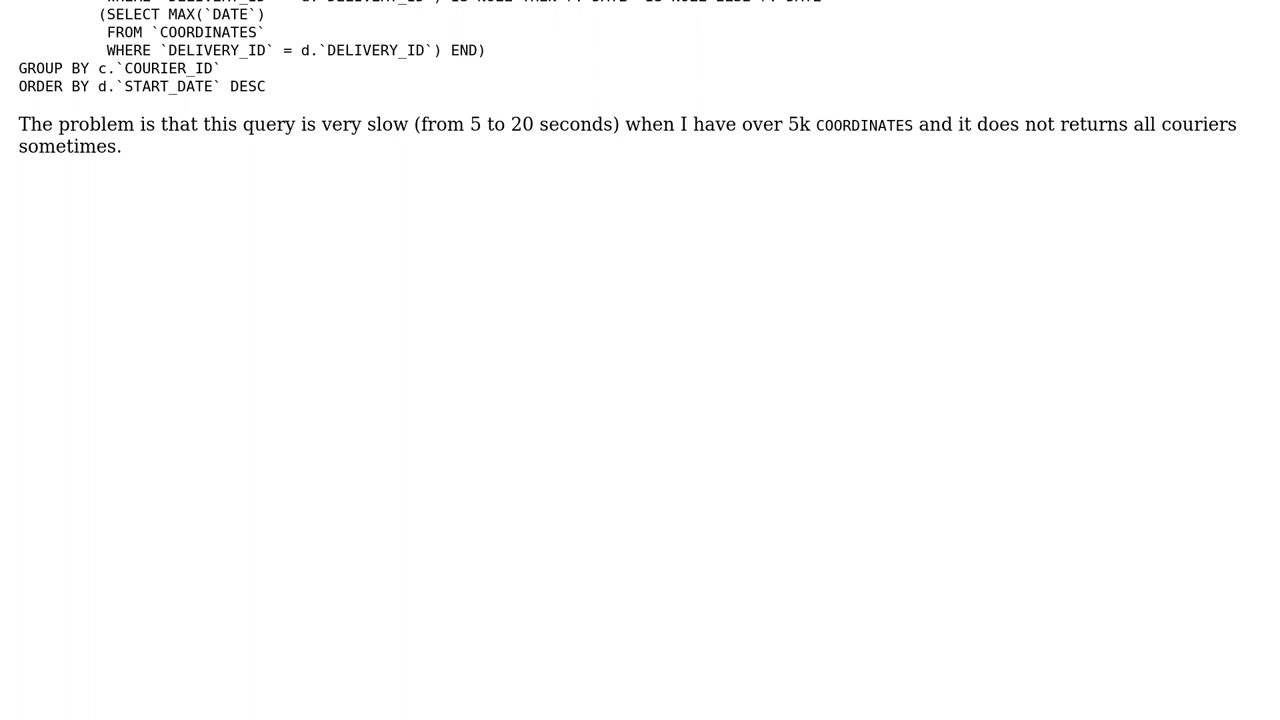 (SELECT MAX(`DATE`)
FROM `COORDINATES`
WHERE `DELIVERY_ID` = d.`DELIVERY_ID`) END)
GROUP BY c.`COURIER_ID`
ORDER BY d.`START_DATE` DESC
The problem is that this query is very slow (from 5 to 20 seconds) when I have over 5k COORDINATES and it does not returns all couriers
sometimes.